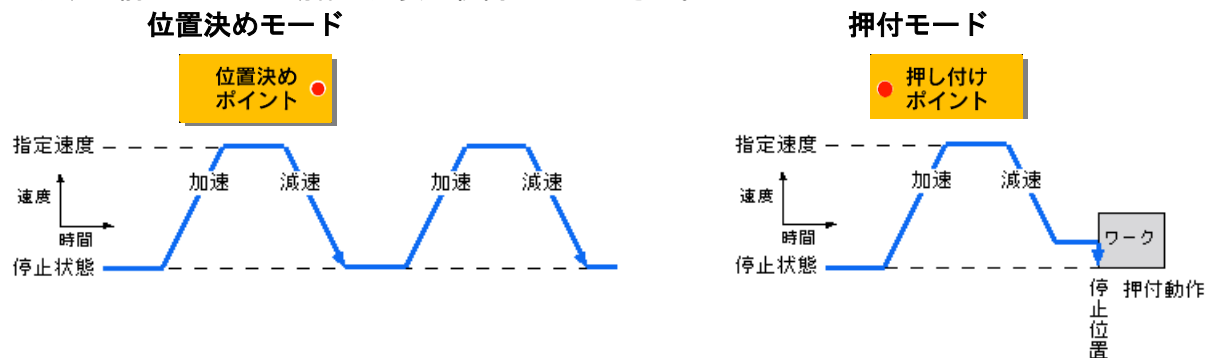 位置決めモード
位置決め
ポイント
指定速度
加速
減速
加速
減速
速度
時間
停止状態
押付モード
押し付け
ポイント
指定速度
加速
減速
速度
時間
ワーク
停止状態
停止位置
押付動作